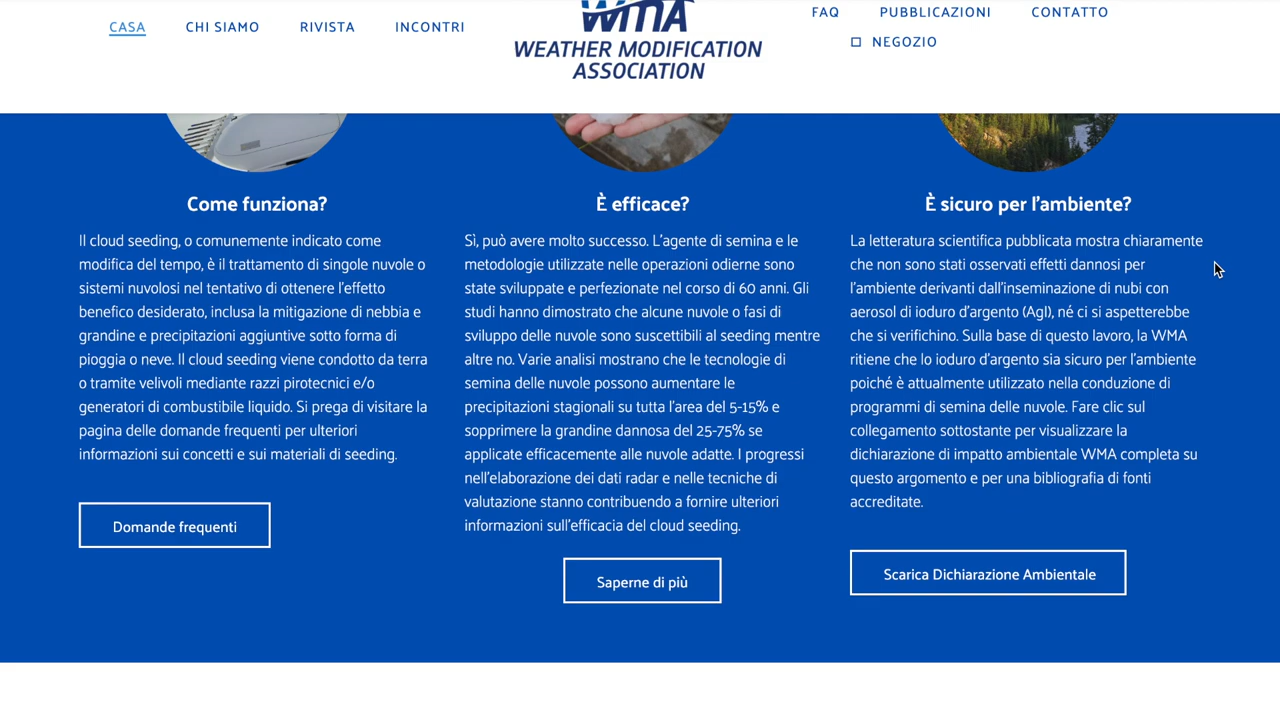 CASA
CHI SIAMO
RIVISTA
INCONTRI
WMA
WEATHER MODIFICATION
ASSOCIATION
FAQ
PUBBLICAZIONI
CONTATTO
NEGOZIO
Come funziona?
Il cloud seeding, o comunemente indicato come
modifica del tempo, è il trattamento di singole nuvole o
sistemi nuvolosi nel tentativo di ottenere l'effetto
benefico desiderato, inclusa la mitigazione di nebbia e
grandine e precipitazioni aggiuntive sotto forma di
pioggia o neve. Il cloud seeding viene condotto da terra
o tramite velivoli mediante razzi pirotecnici e/o
generatori di combustibile liquido. Si prega di visitare la
pagina delle domande frequenti per ulteriori
informazioni sui concetti e sui materiali di seeding.
Domande frequenti
È efficace?
Sì, può avere molto successo. L'agente di semina e le
metodologie utilizzate nelle operazioni odierne sono
state sviluppate e perfezionate nel corso di 60 anni. Gli
studi hanno dimostrato che alcune nuvole o fasi di
sviluppo delle nuvole sono suscettibili al seeding mentre
altre no. Varie analisi mostrano che le tecnologie di
semina delle nuvole possono aumentare le
precipitazioni stagionali su tutta l'area del 5-15% e
sopprimere la grandine dannosa del 25-75% se
applicate efficacemente alle nuvole adatte. I progressi
nell'elaborazione dei dati radar e nelle tecniche di
valutazione stanno contribuendo a fornire ulteriori
informazioni sull'efficacia del cloud seeding.
Saperne di più
È sicuro per l'ambiente?
La letteratura scientifica pubblicata mostra chiaramente
che non sono stati osservati effetti dannosi per
l'ambiente derivanti dall'inseminazione di nubi con
aerosol di ioduro d'argento (AgI), né ci si aspetterebbe
che si verifichino. Sulla base di questo lavoro, la WMA
ritiene che lo ioduro d'argento sia sicuro per l'ambiente
poiché è attualmente utilizzato nella conduzione di
programmi di semina delle nuvole. Fare clic sul
collegamento sottostante per visualizzare la
dichiarazione di impatto ambientale WMA completa su
questo argomento e per una bibliografia di fonti
accreditate.
Scarica Dichiarazione Ambientale